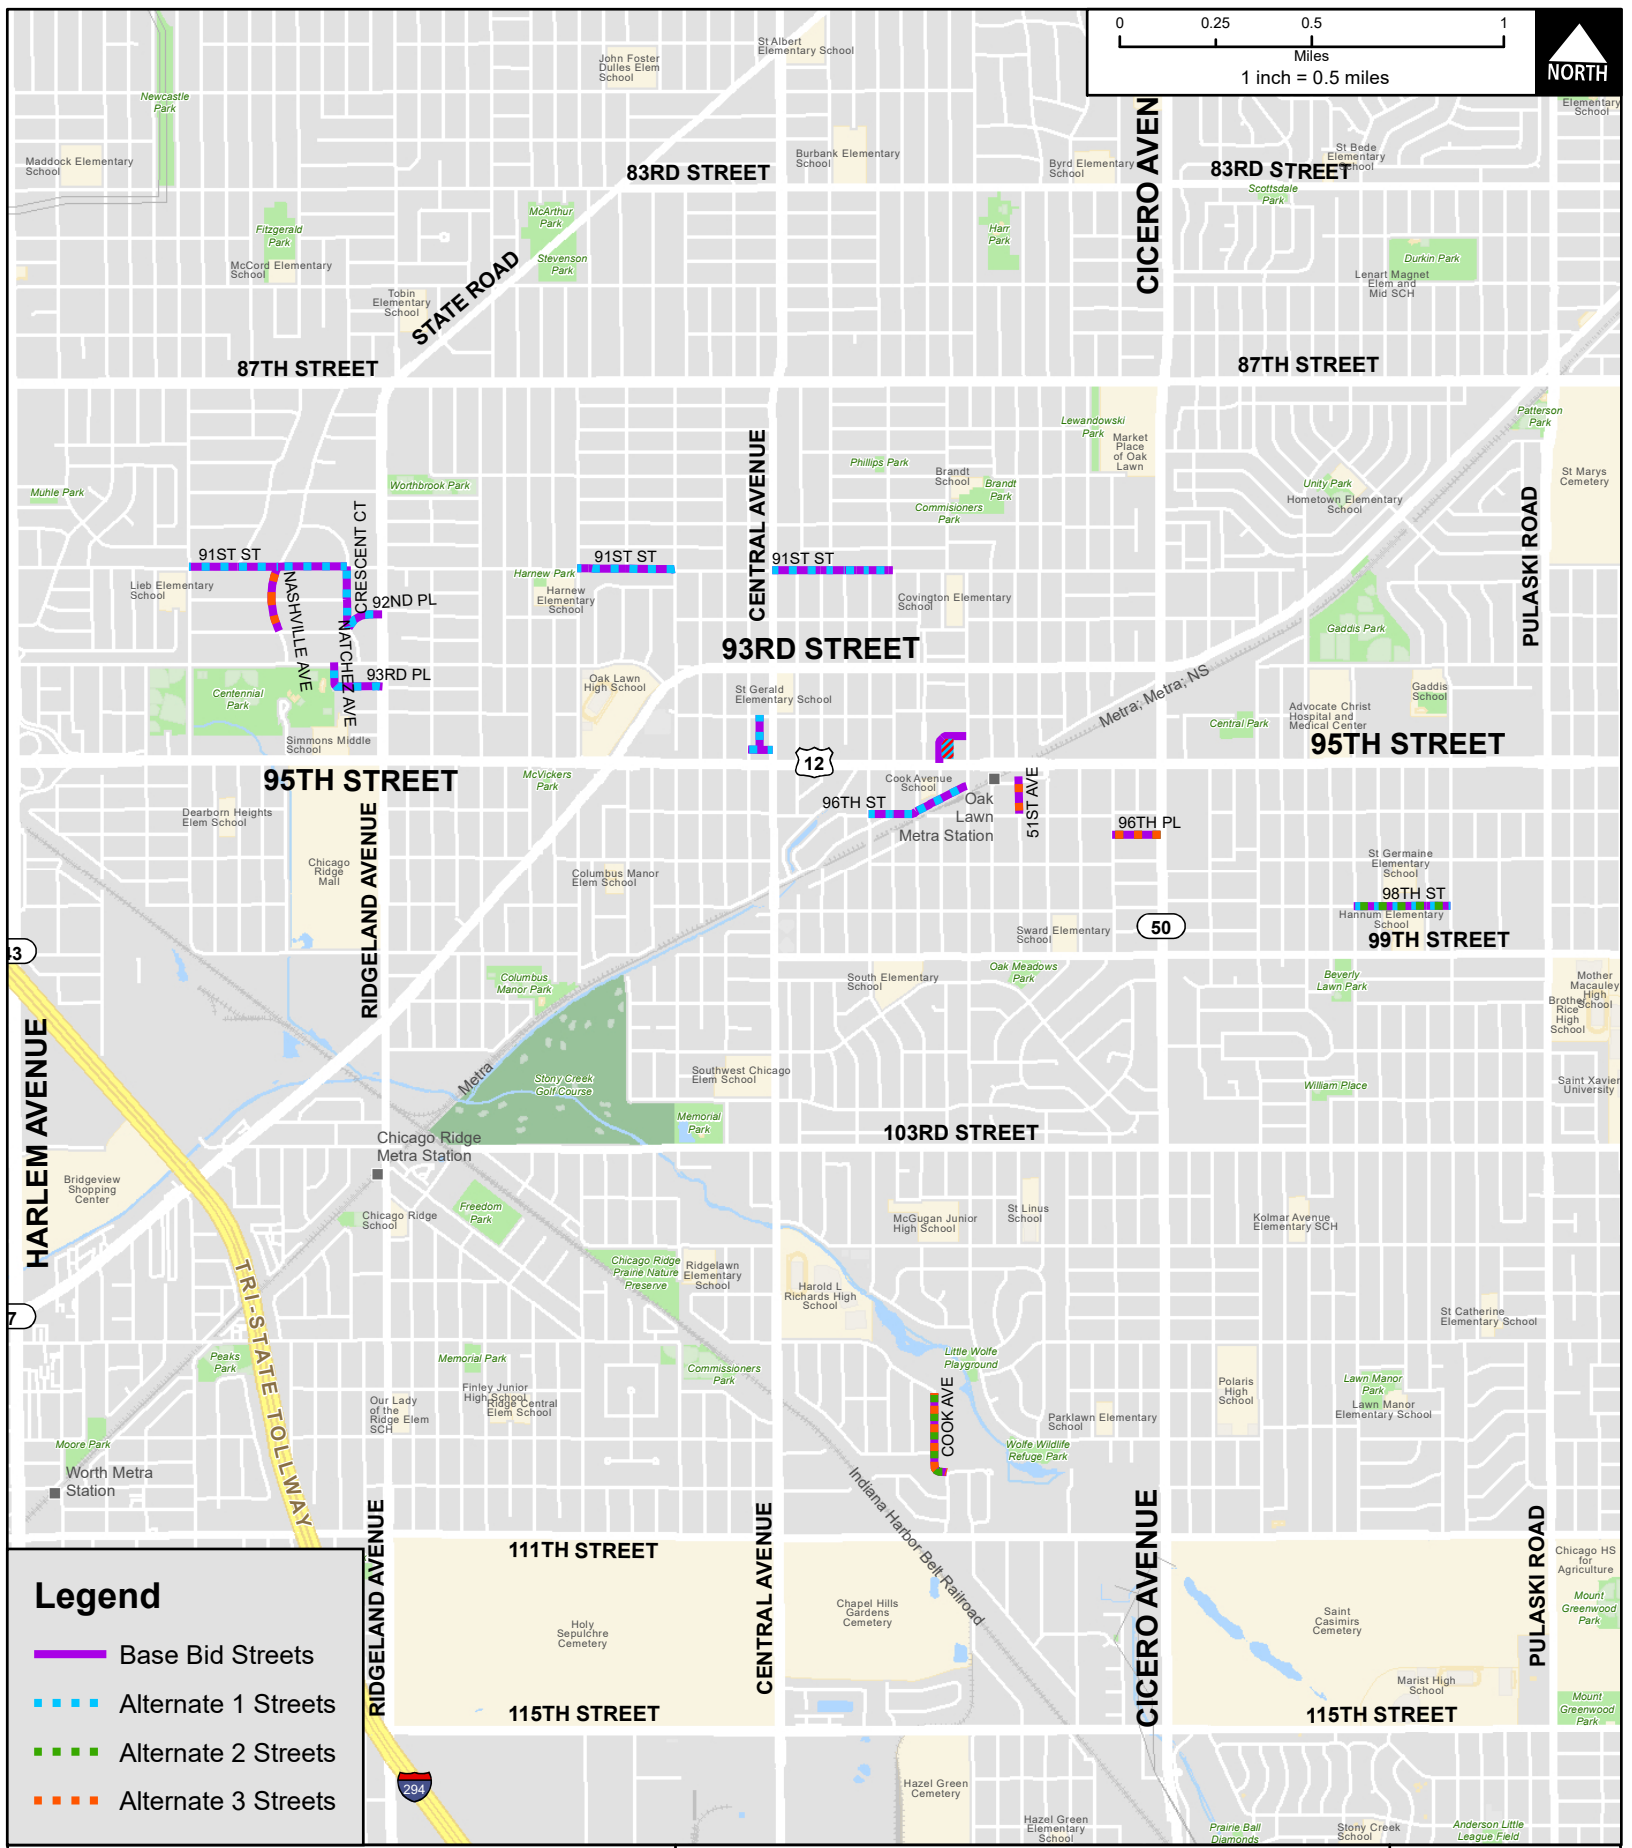 0 0.25 0.5 1
Miles
1 inch = 0.5 miles
NORTH
St Albert
Elementary School
John Foster
Dulles Elem
School
Newcastle
Park
Elementary
School
Maddock Elementary
School
83RD STREET
Burbank Elementary
School
Byrd Elementary
School
CICERO AVEN
83RD STREET
St Bede
Elementary
School
Scottsdale
Park
McArthur
Park
Stevenson
Park
Fitzgerald
Park
McCord Elementary
School
Harr
Park
Durkin Park
Lenart Magnet
Elem and
Mid SCH
Tobin
Elementary
School
STATE ROAD
87TH STREET
87TH STREET
Lewandowski
Park
Market
Place
of Oak
Lawn
Patterson
Park
CENTRAL AVENUE
Phillips Park
Brandt
School
Brandt
Park
Commisioners
Park
Muhle Park
Worthbrook Park
Unity Park
Hometown Elementary
School
St Marys
Cemetery
PULASKI ROAD
CRESCENT CT
91ST ST
91ST ST
91ST ST
Lieb Elementary
School
NASHVILLE AVE
92ND PL
NATCHEZ AVE
93RD PL
Harnew Park
Harnew
Elementary
School
Covington Elementary
School
Gaddis Park
93RD STREET
Centennial
Park
Simmons Middle
School
Oak Lawn
High School
St Gerald
Elementary School
Metra; Metra; NS
Gaddis
School
Central Park
Advocate Christ
Hospital and
Medical Center
95TH STREET
12
95TH STREET
McVickers
Park
Cook Avenue
School
96TH ST
Oak
Lawn
Metra Station
51ST AVE
96TH PL
Dearborn Heights
Elem School
RIDGELAND AVENUE
Chicago
Ridge
Mall
Columbus Manor
Elem School
St Germaine
Elementary
School
98TH ST
Hannum Elementary
School
99TH STREET
Sward Elementary
School
50
43
Columbus
Manor Park
South Elementary
School
Oak Meadows
Park
Beverly
Lawn Park
Mother
Macauley
High
School
Brother
Rice
High
School
HARLEM AVENUE
Metra
Stony Creek
Golf Course
Southwest Chicago
Elem School
Memorial
Park
William Place
Saint Xavier
University
103RD STREET
Chicago Ridge
Metra Station
Bridgeview
Shopping
Center
Chicago Ridge
School
Freedom
Park
McGugan Junior
High School
St Linus
School
Kolmar Avenue
Elementary SCH
TRI-STATE TOLLWAY
Chicago Ridge
Prairie Nature
Preserve
Ridgelawn
Elementary
School
Harold L
Richards High
School
7
St Catherine
Elementary School
Peaks
Park
Memorial Park
Commissioners
Park
Little Wolfe
Playground
Finley Junior
High School
Ridge Central
Elem School
Our Lady
of the
Ridge Elem
SCH
COOK AVE
Polaris
High
School
Lawn Manor
Park
Lawn Manor
Elementary School
Parklawn Elementary
School
Wolfe Wildlife
Refuge Park
Moore Park
Worth Metra
Station
Indiana Harbor Belt Railroad
RIDGELAND AVENUE
111TH STREET
CENTRAL AVENUE
CICERO AVENUE
PULASKI ROAD
Chicago HS
for
Agriculture
Mount
Greenwood
Park
Holy
Sepulchre
Cemetery
Chapel Hills
Gardens
Cemetery
Saint
Casimirs
Cemetery
Marist High
School
Mount
Greenwood
Park
115TH STREET
115TH STREET
Legend
Base Bid Streets
Alternate 1 Streets
Alternate 2 Streets
Alternate 3 Streets
294
Hazel Green
Cemetery
Hazel Green
Elementary
School
Prairie Ball
Diamonds
Stony Creek
School
Anderson Little
League Field